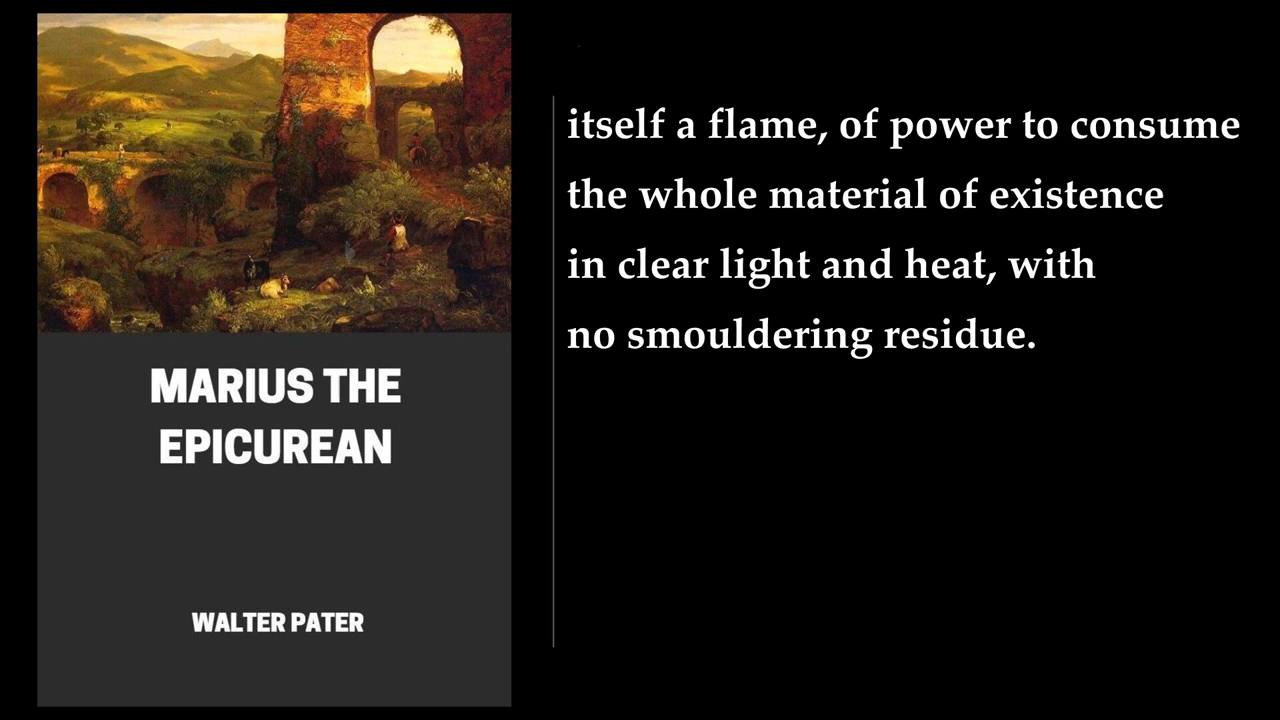 MARIUS THE
EPICUREAN
WALTER PATER
itself a flame, of power to consume
the whole material of existence
in clear light and heat, with
no smouldering residue.